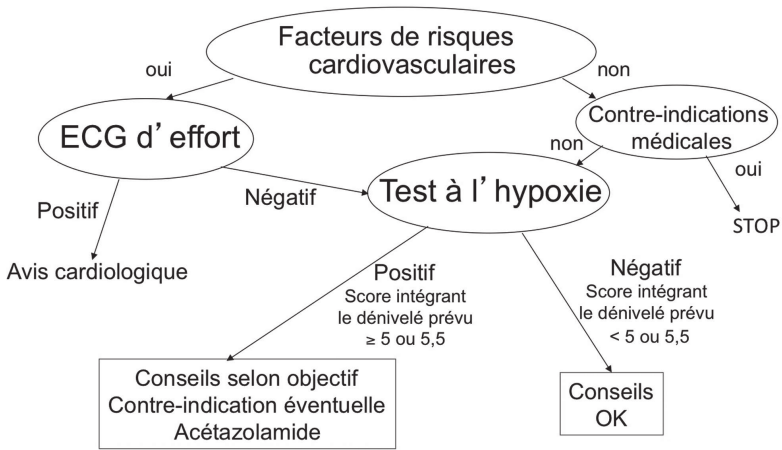 Facteurs de risques
cardiovasculaires
oui
non
ECG d’effort
Contre-indications
médicales
non
oui
Positif
Négatif
Test à l’hypoxie
STOP
Avis cardiologique
Positif
Score intégrant
le dénivelé prévu
≥ 5 ou 5,5
Négatif
Score intégrant
le dénivelé prévu
< 5 ou 5,5
Conseils selon objectif
Contre-indication éventuelle
Acétazolamide
Conseils
OK